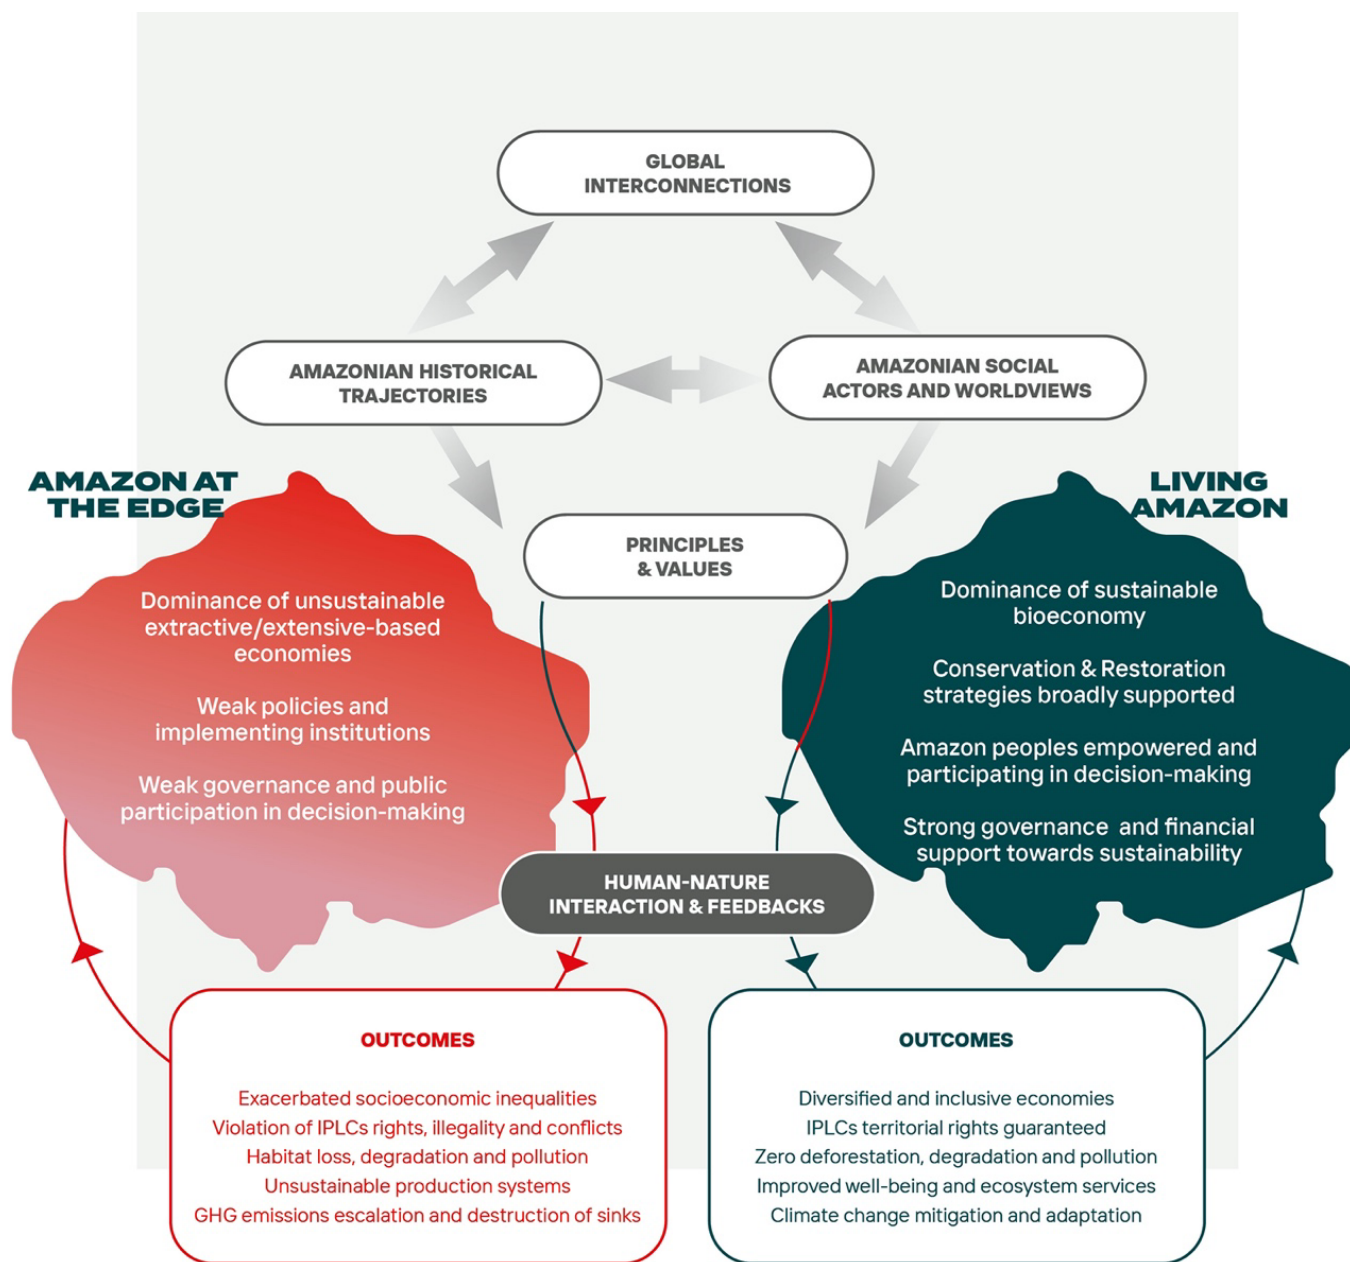 GLOBAL
INTERCONNECTIONS
AMAZONIAN HISTORICAL
TRAJECTORIES
AMAZONIAN SOCIAL
ACTORS AND WORLDVIEWS
AMAZON AT
THE EDGE
LIVING
AMAZON
PRINCIPLES
& VALUES
Dominance of unsustainable
extractive/extensive-based
economies
Weak policies and
implementing institutions
Weak governance and public
participation in decision-making
Dominance of sustainable
bioeconomy
Conservation & Restoration
strategies broadly supported
Amazon peoples empowered and
participating in decision-making
Strong governance and financial
support towards sustainability
HUMAN-NATURE
INTERACTION & FEEDBACKS
OUTCOMES
Exacerbated socioeconomic inequalities
Violation of IPLCs rights, illegality and conflicts
Habitat loss, degradation and pollution
Unsustainable production systems
GHG emissions escalation and destruction of sinks
OUTCOMES
Diversified and inclusive economies
IPLCs territorial rights guaranteed
Zero deforestation, degradation and pollution
Improved well-being and ecosystem services
Climate change mitigation and adaptation